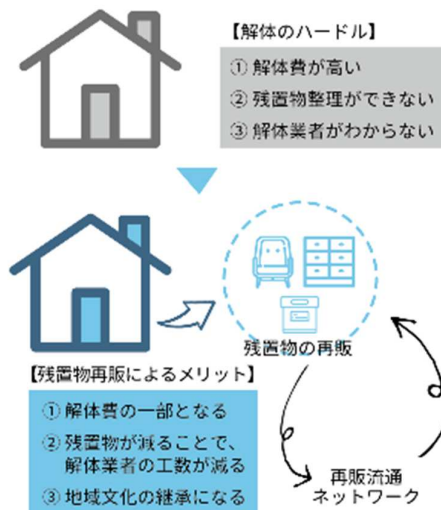 【解体のハードル】
① 解体費が高い
② 残置物整理ができない
③ 解体業者がわからない
残置物の再販
【残置物再販によるメリット】
① 解体費の一部となる
② 残置物が減ることで、
解体業者の工数が減る
③ 地域文化の継承になる
再販流通
ネットワーク